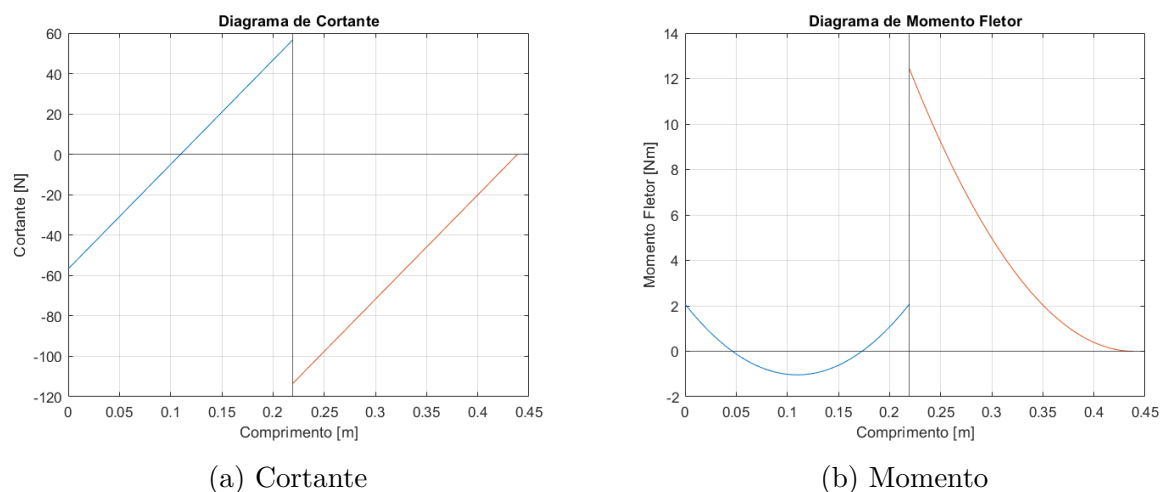 Diagrama de Cortante
60
40
20
0
-20
-40
-60
-80
-100
-120
Cortante [N]
0 0.05 0.1 0.15 0.2 0.25 0.3 0.35 0.4 0.45
Comprimento [m]
(a) Cortante
Diagrama de Momento Fletor
14
12
10
8
6
4
2
0
-2
Momento Fletor [Nm]
0 0.05 0.1 0.15 0.2 0.25 0.3 0.35 0.4 0.45
Comprimento [m]
(b) Momento